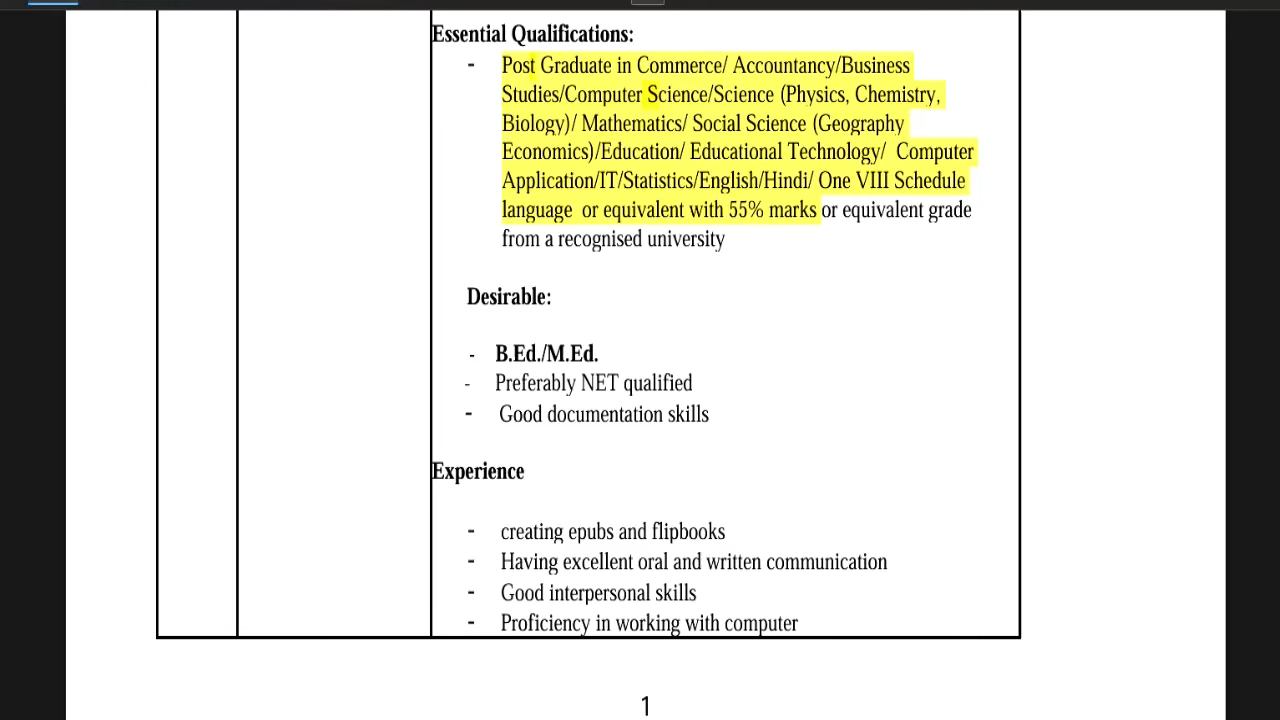 Essential Qualifications:
- Post Graduate in Commerce/ Accountancy/Business
Studies/Computer Science/Science (Physics, Chemistry,
Biology)/ Mathematics/ Social Science (Geography
Economics)/Education/ Educational Technology/ Computer
Application/IT/Statistics/English/Hindi/ One VIII Schedule
language or equivalent with 55% marks or equivalent grade
from a recognised university
Desirable:
- B.Ed./M.Ed.
- Preferably NET qualified
- Good documentation skills
Experience
- creating epubs and flipbooks
- Having excellent oral and written communication
- Good interpersonal skills
- Proficiency in working with computer
1